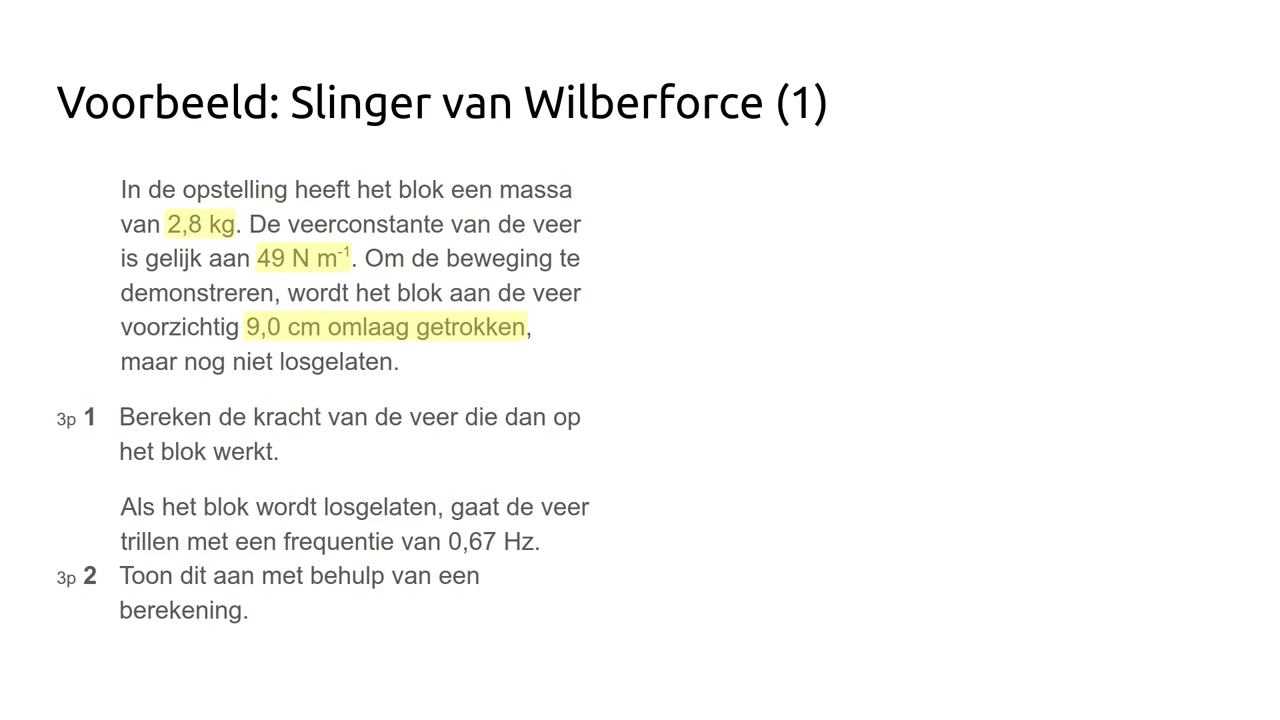 Voorbeeld: Slinger van Wilberforce (1)
In de opstelling heeft het blok een massa
van 2,8 kg. De veerconstante van de veer
is gelijk aan 49 N m⁻¹. Om de beweging te
demonstreren, wordt het blok aan de veer
voorzichtig 9,0 cm omlaag getrokken,
maar nog niet losgelaten.
3p 1 Bereken de kracht van de veer die dan op
het blok werkt.
Als het blok wordt losgelaten, gaat de veer
trillen met een frequentie van 0,67 Hz.
3p 2 Toon dit aan met behulp van een
berekening.